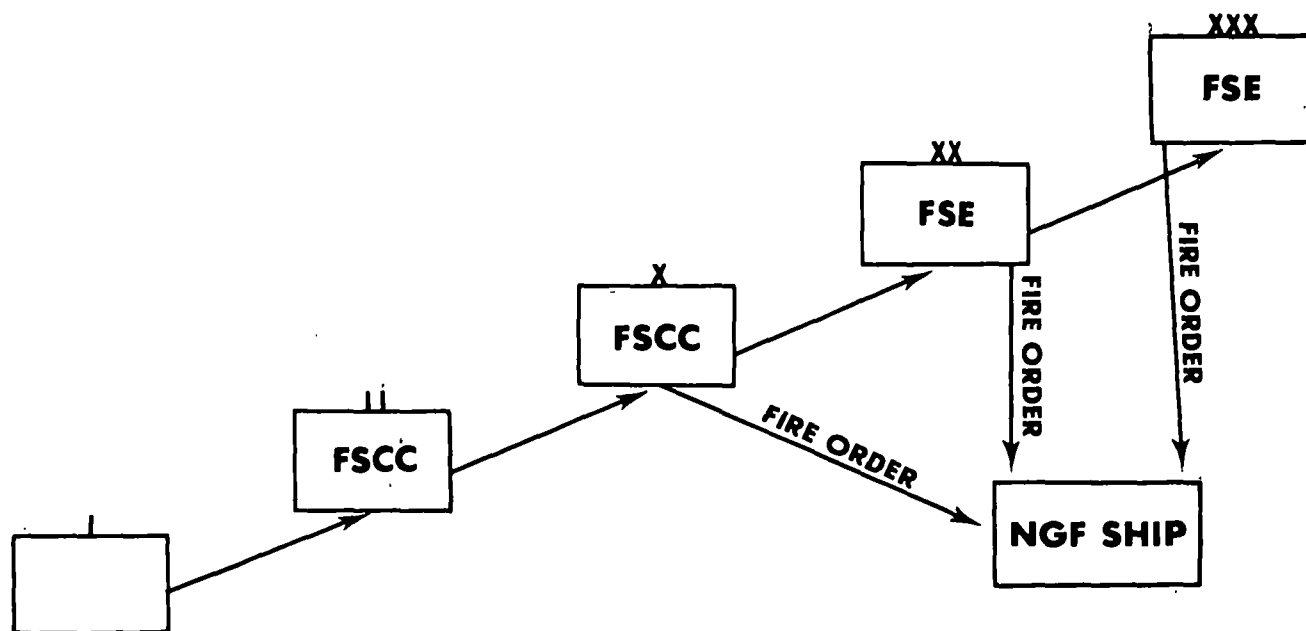 XXX
FSE
XX
FSE
FIRE ORDER
FIRE ORDER
X
FSCC
FIRE ORDER
II
FSCC
NGF SHIP
I